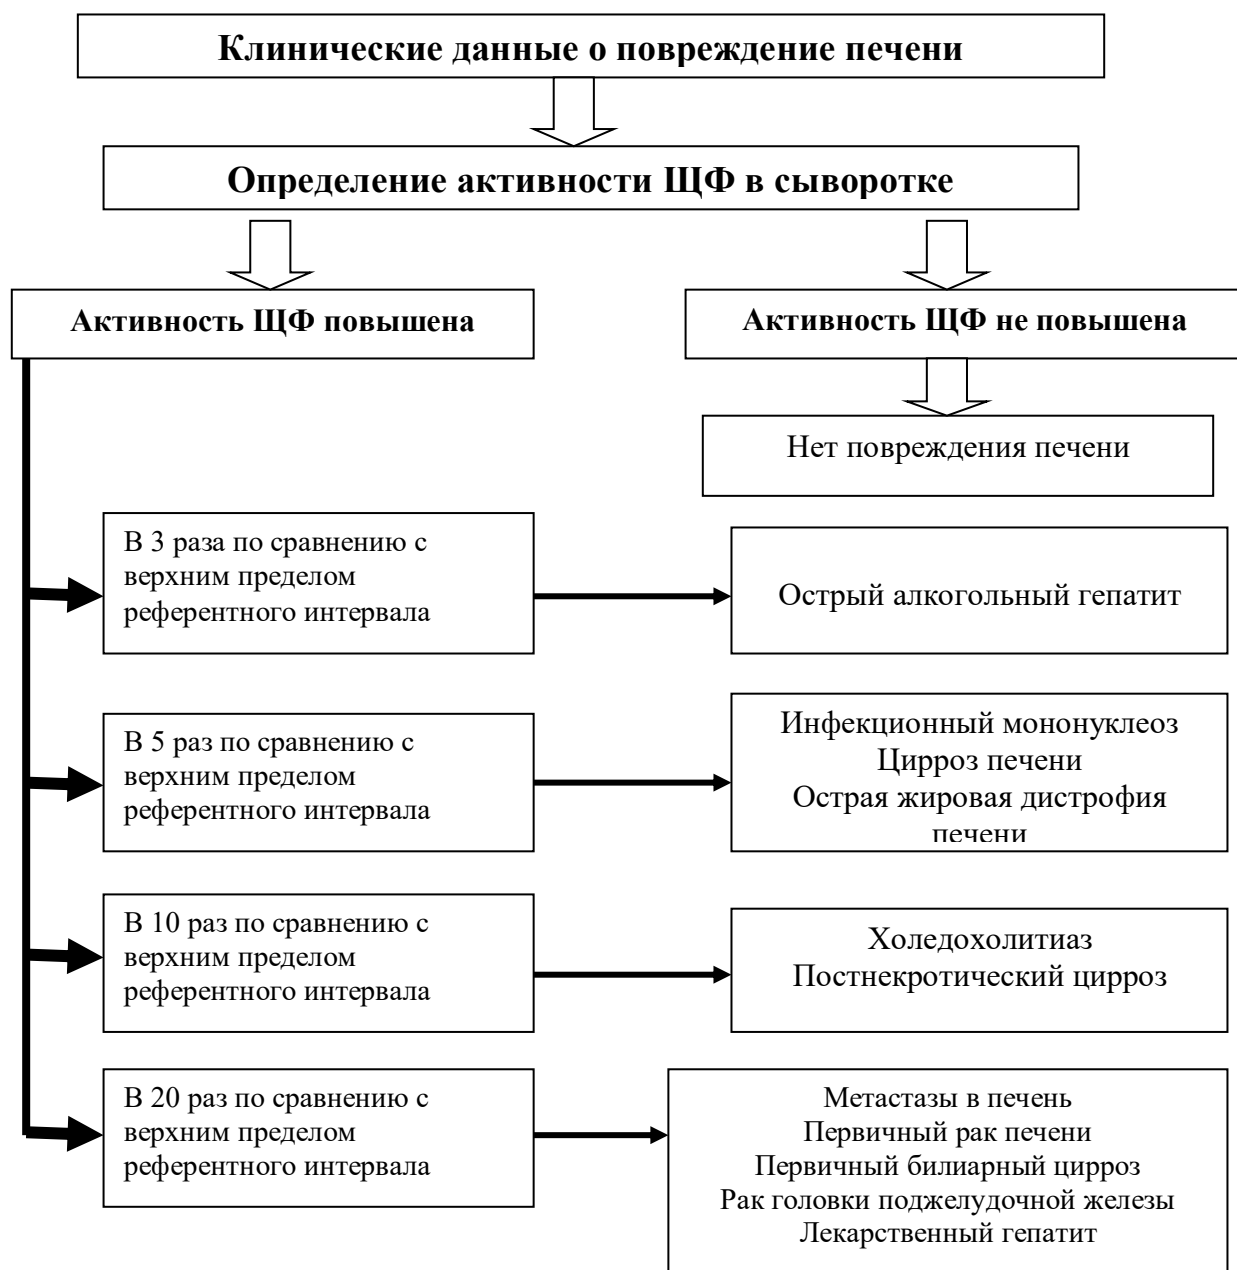 Клинические данные о повреждение печени
Определение активности ЩФ в сыворотке
Активность ЩФ повышена
Активность ЩФ не повышена
Нет повреждения печени
В 3 раза по сравнению с
верхним пределом
референтного интервала
Острый алкогольный гепатит
В 5 раз по сравнению с
верхним пределом
референтного интервала
Инфекционный мононуклеоз
Цирроз печени
Острая жировая дистрофия
печени
В 10 раз по сравнению с
верхним пределом
референтного интервала
Холедохолитиаз
Постнекротический цирроз
В 20 раз по сравнению с
верхним пределом
референтного интервала
Метастазы в печень
Первичный рак печени
Первичный билиарный цирроз
Рак головки поджелудочной железы
Лекарственный гепатит